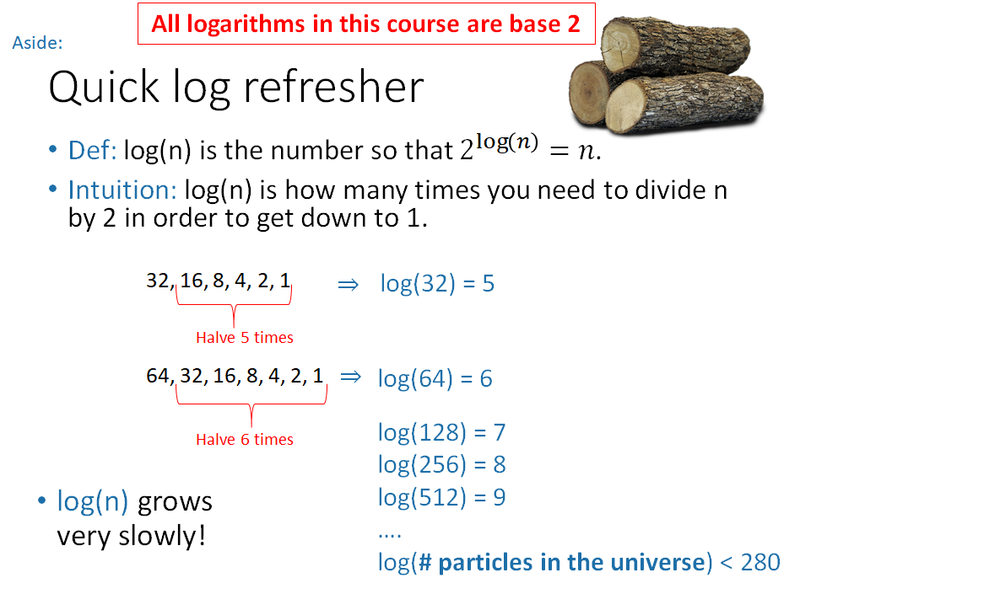 All logarithms in this course are base 2
Aside:
Quick log refresher
• Def: log(n) is the number so that 2^log(n) = n.
• Intuition: log(n) is how many times you need to divide n
by 2 in order to get down to 1.
32, 16, 8, 4, 2, 1 ⇒ log(32) = 5
Halve 5 times
64, 32, 16, 8, 4, 2, 1 ⇒ log(64) = 6
Halve 6 times
log(128) = 7
log(256) = 8
log(512) = 9
....
log(# particles in the universe) < 280
• log(n) grows
very slowly!